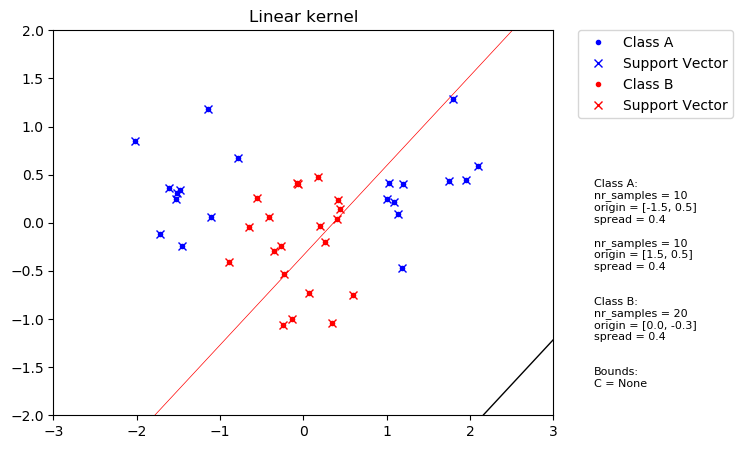 Linear kernel
2.0
1.5
1.0
0.5
0.0
−0.5
−1.0
−1.5
−2.0
−3
−2
−1
0
1
2
3
Class A
Support Vector
Class B
Support Vector
Class A:
nr_samples = 10
origin = [-1.5, 0.5]
spread = 0.4
nr_samples = 10
origin = [1.5, 0.5]
spread = 0.4
Class B:
nr_samples = 20
origin = [0.0, -0.3]
spread = 0.4
Bounds:
C = None